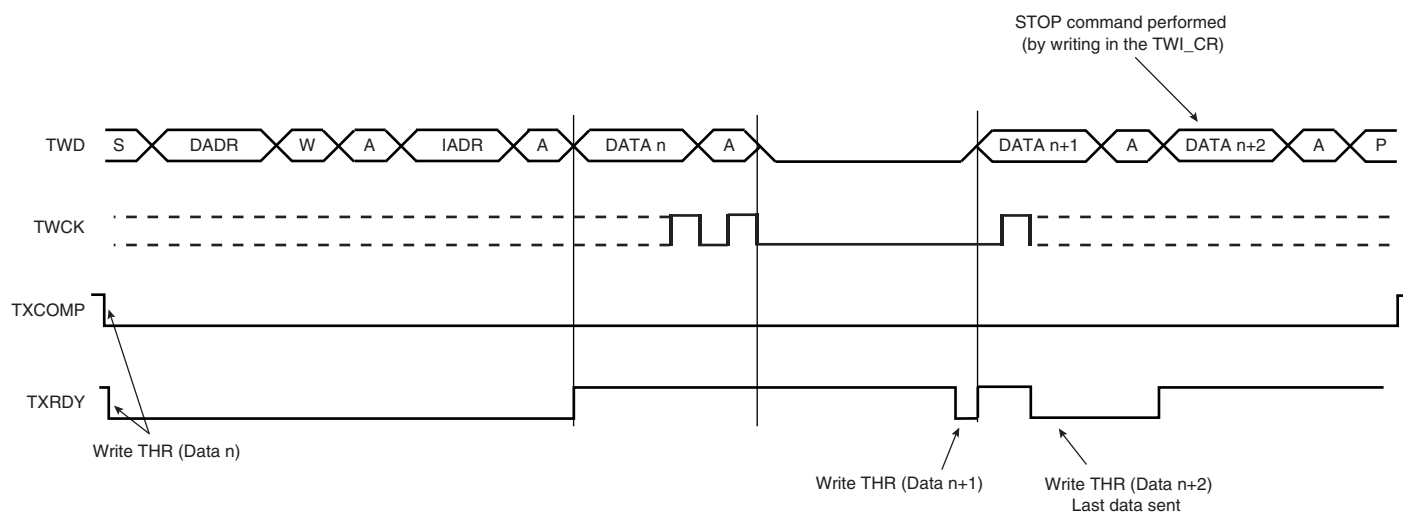 STOP command performed
(by writing in the TWI_CR)
TWD S DADR W A IADR A DATA n A DATA n+1 A DATA n+2 A P
TWCK
TXCOMP
TXRDY
Write THR (Data n)
Write THR (Data n+1) Write THR (Data n+2)
Last data sent